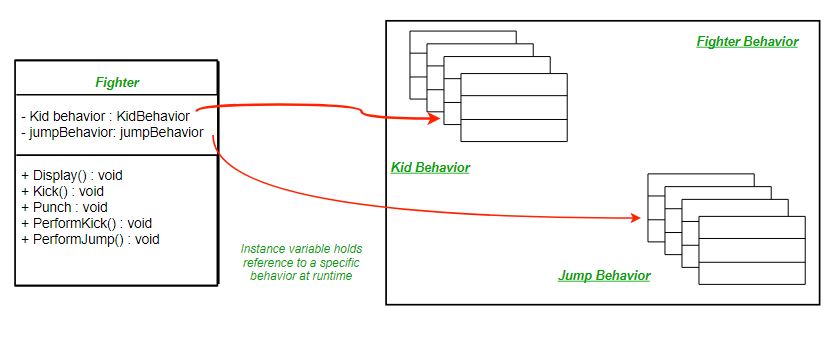 Fighter
- Kid behavior : KidBehavior
- jumpBehavior: jumpBehavior
+ Display() : void
+ Kick() : void
+ Punch : void
+ PerformKick() : void
+ PerformJump() : void
Instance variable holds
reference to a specific
behavior at runtime
Fighter Behavior
Kid Behavior
Jump Behavior